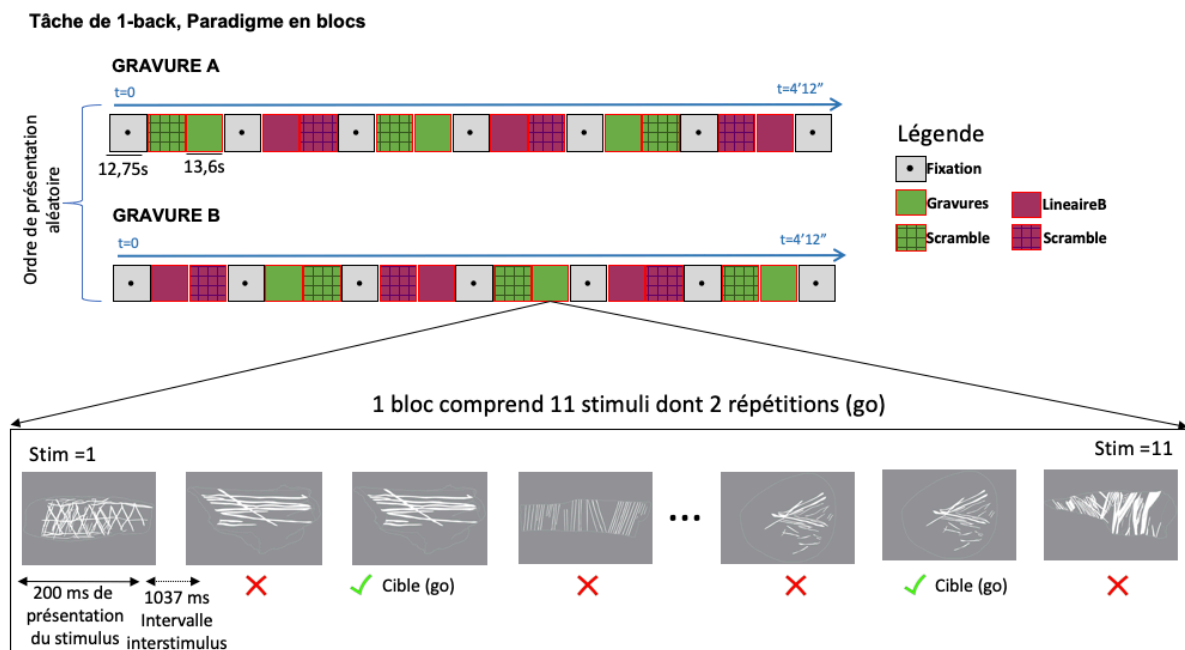 Tâche de 1-back, Paradigme en blocs
GRAVURE A
t=0
t=4'12"
12,75s
13,6s
Ordre de présentation
aléatoire
GRAVURE B
t=0
t=4'12"
Légende
Fixation
Gravures
LineaireB
Scramble
Scramble
1 bloc comprend 11 stimuli dont 2 répétitions (go)
Stim =1
Stim =11
...
Cible (go)
Cible (go)
200 ms de
présentation
du stimulus
1037 ms
Intervalle
interstimulus